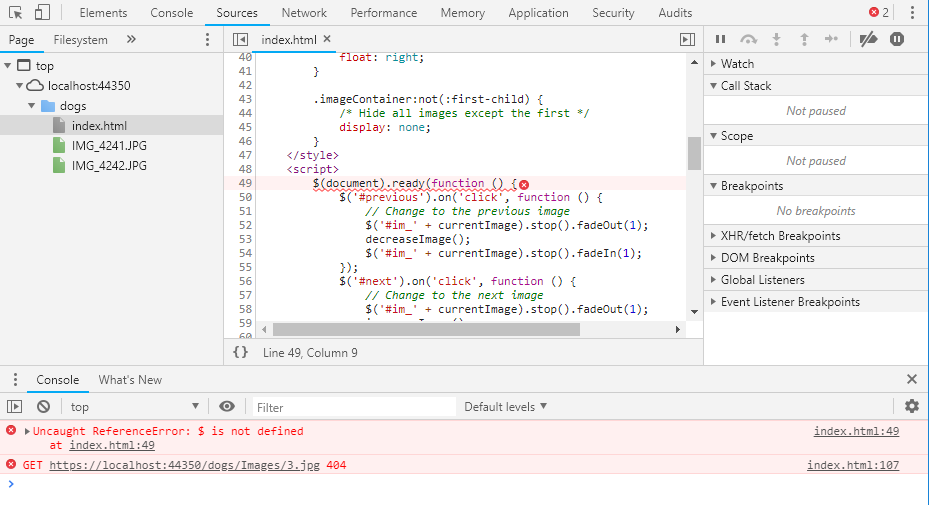 Elements Console Sources Network Performance Memory Application Security Audits 2
Page Filesystem » index.html ×
top
localhost:44350
dogs
index.html
IMG_4241.JPG
IMG_4242.JPG
40 float: right;
41 }
42
43 .imageContainer:not(:first-child) {
44 /* Hide all images except the first */
45 display: none;
46 }
47 </style>
48 <script>
49 $(document).ready(function () {
50 $('#previous').on('click', function () {
51 // Change to the previous image
52 $('#im_' + currentImage).stop().fadeOut(1);
53 decreaseImage();
54 $('#im_' + currentImage).stop().fadeIn(1);
55 });
56 $('#next').on('click', function () {
57 // Change to the next image
58 $('#im_' + currentImage).stop().fadeOut(1);
59
60
{} Line 49, Column 9
Watch
Call Stack
Not paused
Scope
Not paused
Breakpoints
No breakpoints
XHR/fetch Breakpoints
DOM Breakpoints
Global Listeners
Event Listener Breakpoints
Console What's New
top Filter Default levels
Uncaught ReferenceError: $ is not defined index.html:49
at index.html:49
GET https://localhost:44350/dogs/Images/3.jpg 404 index.html:107